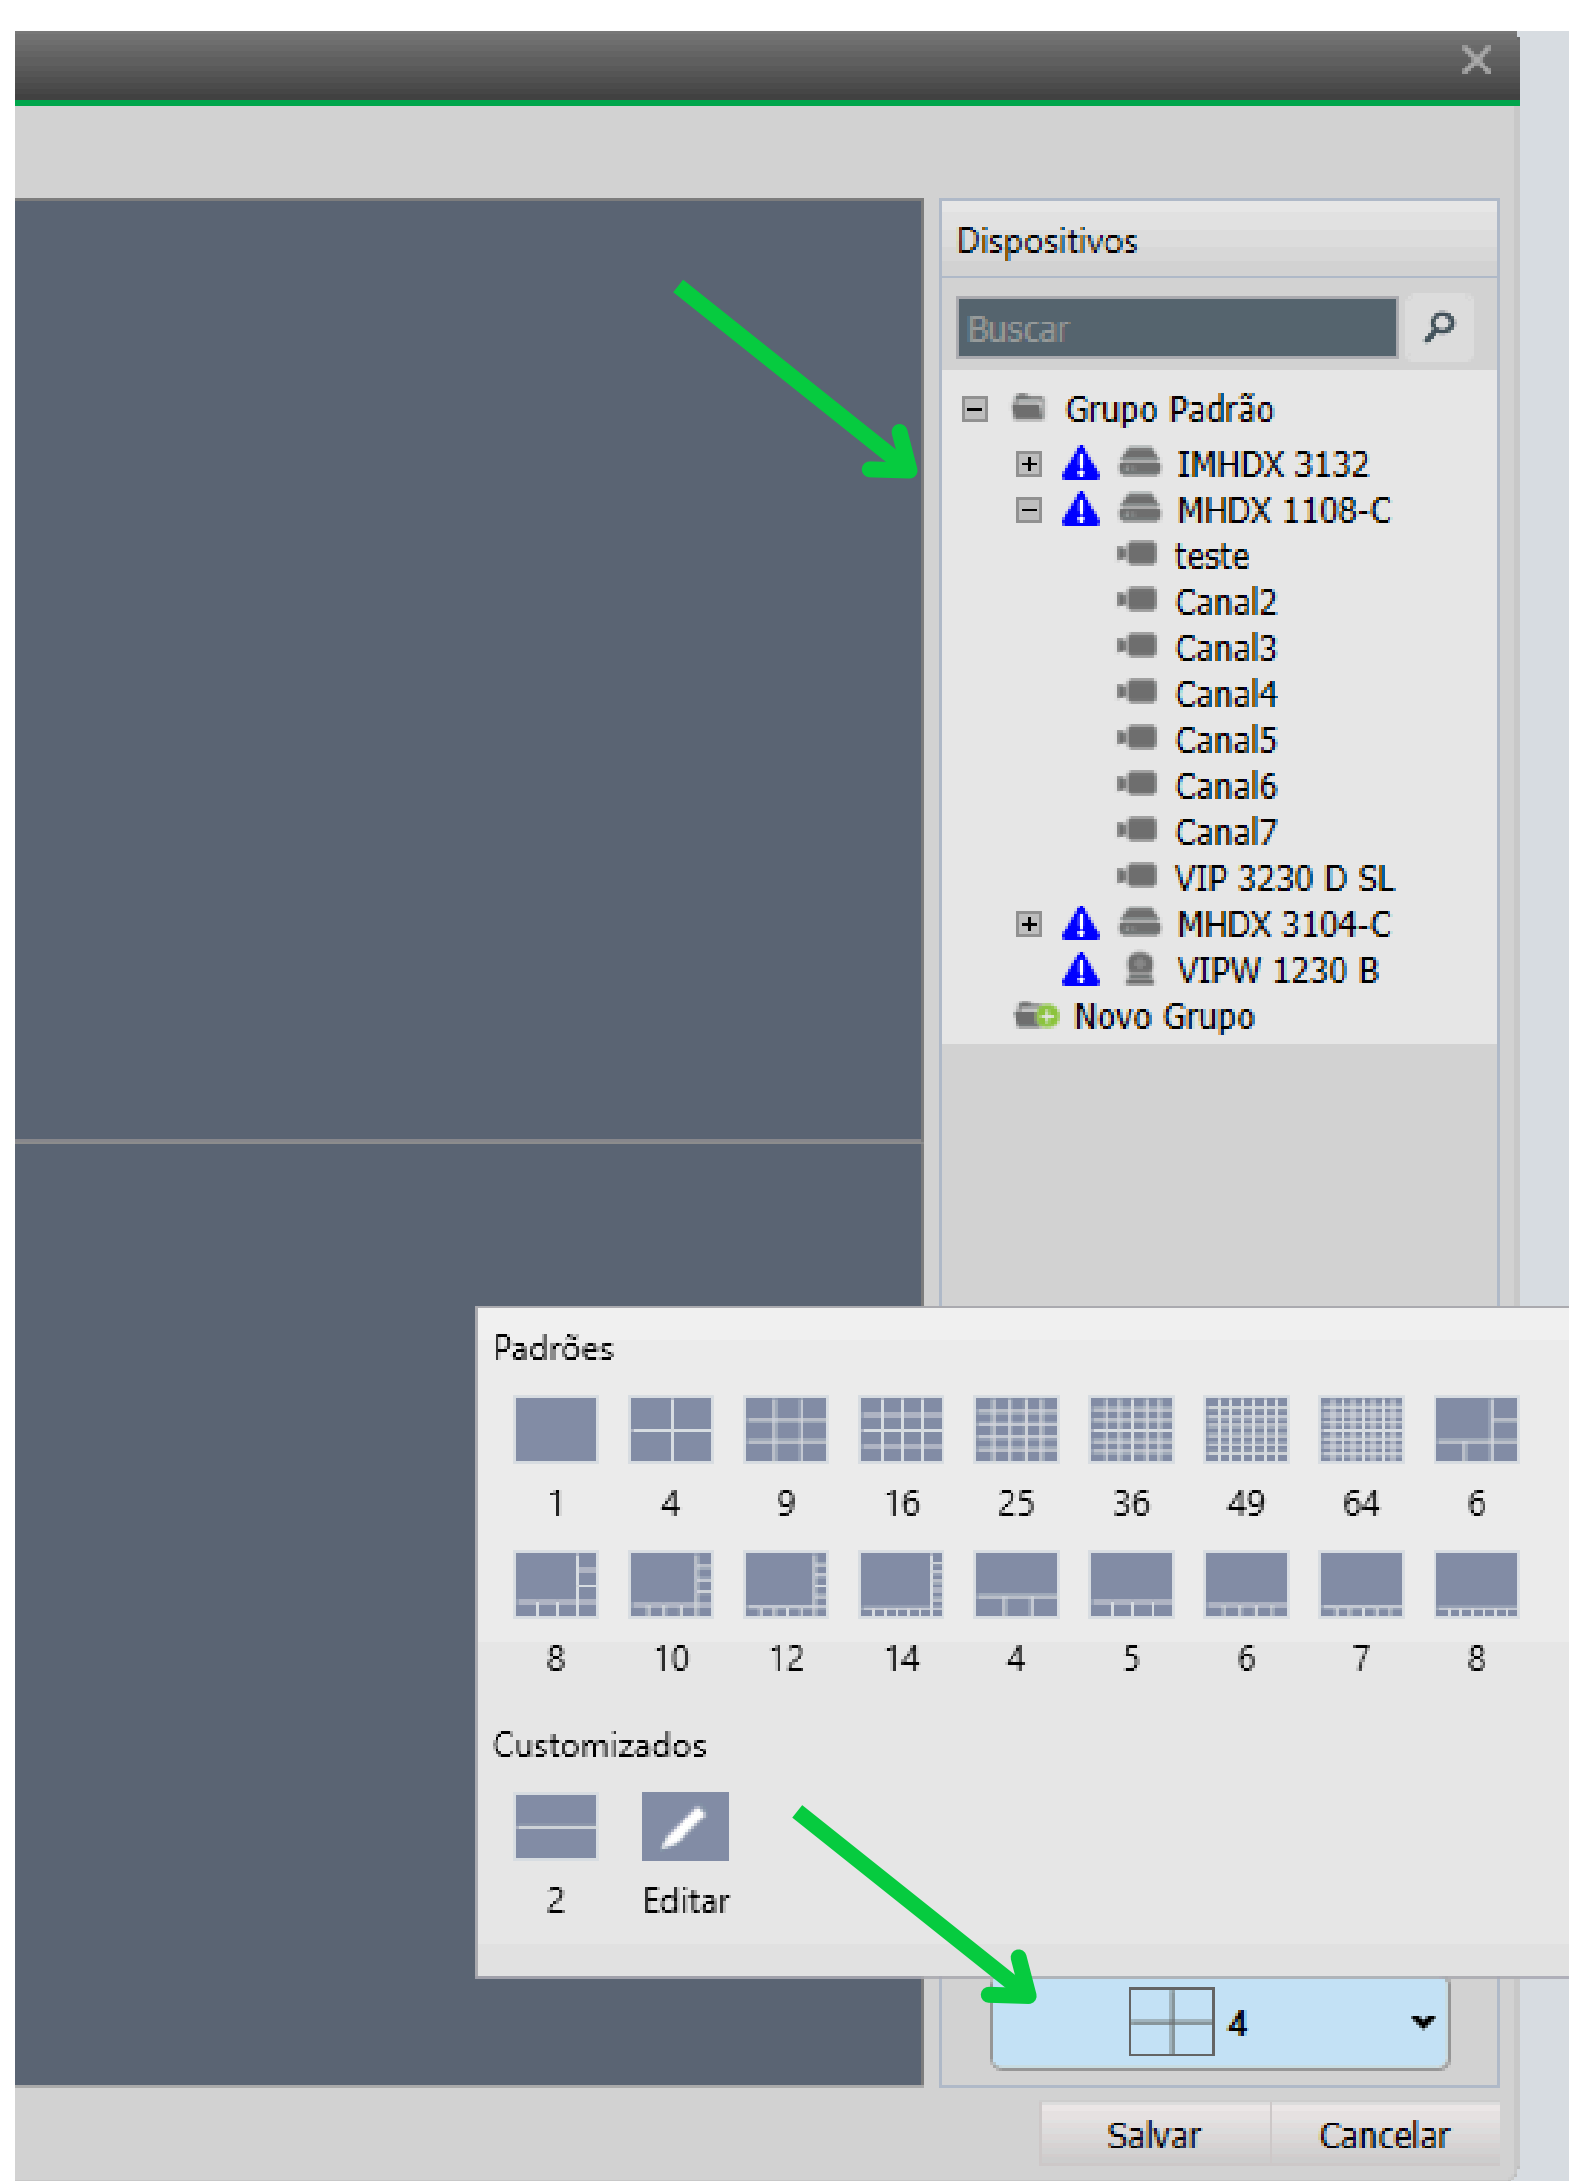 Dispositivos
Buscar
Grupo Padrão
IMHDX 3132
MHDX 1108-C
teste
Canal2
Canal3
Canal4
Canal5
Canal6
Canal7
VIP 3230 D SL
MHDX 3104-C
VIPW 1230 B
Novo Grupo
Padrões
1 4 9 16 25 36 49 64 6
8 10 12 14 4 5 6 7 8
Customizados
2 Editar
4
Salvar Cancelar